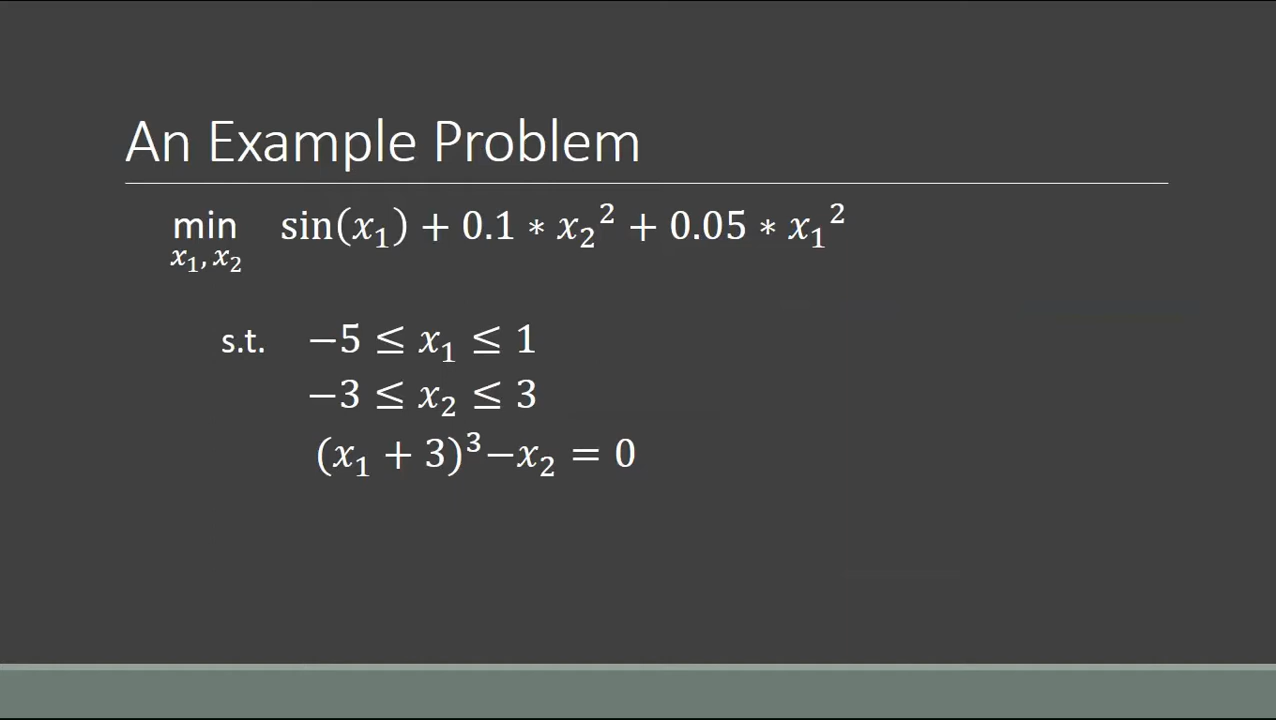 An Example Problem
min sin(x₁) + 0.1 * x₂² + 0.05 * x₁²
x₁, x₂
s.t. −5 ≤ x₁ ≤ 1
−3 ≤ x₂ ≤ 3
(x₁ + 3)³−x₂ = 0